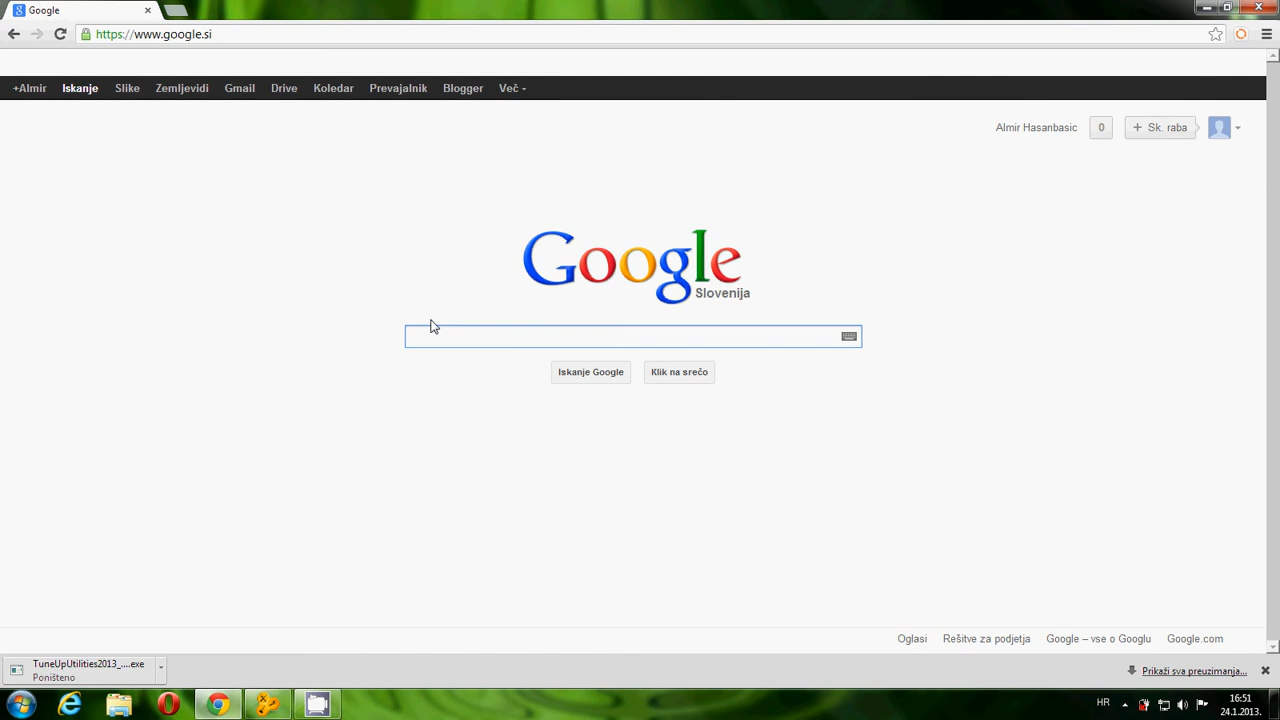 Google
https://www.google.si
+Almir Iskanje Slike Zemljevidi Gmail Drive Koledar Prevajalnik Blogger Več
Almir Hasanbasic 0 + Sk. raba
Google
Slovenija
Iskanje Google Klik na srečo
Oglasi Rešitve za podjetja Google – vse o Googlu Google.com
TuneUpUtilities2013_....exe
Poništeno
Prikaži sva preuzimanja...
HR
16:51
24.1.2013.